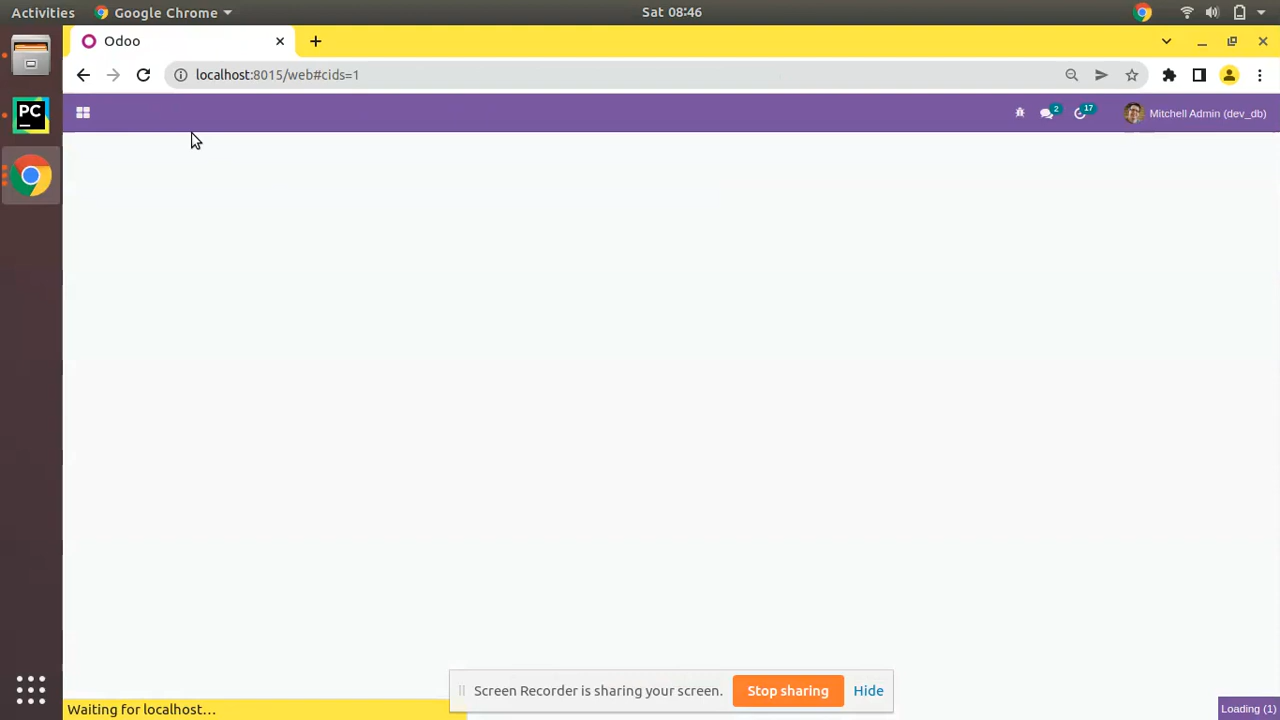 Activities
Google Chrome
Sat 08:46
PC
Odoo
localhost:8015/web#cids=1
2
17
Mitchell Admin (dev_db)
Screen Recorder is sharing your screen.
Stop sharing
Hide
Waiting for localhost…
Loading (1)